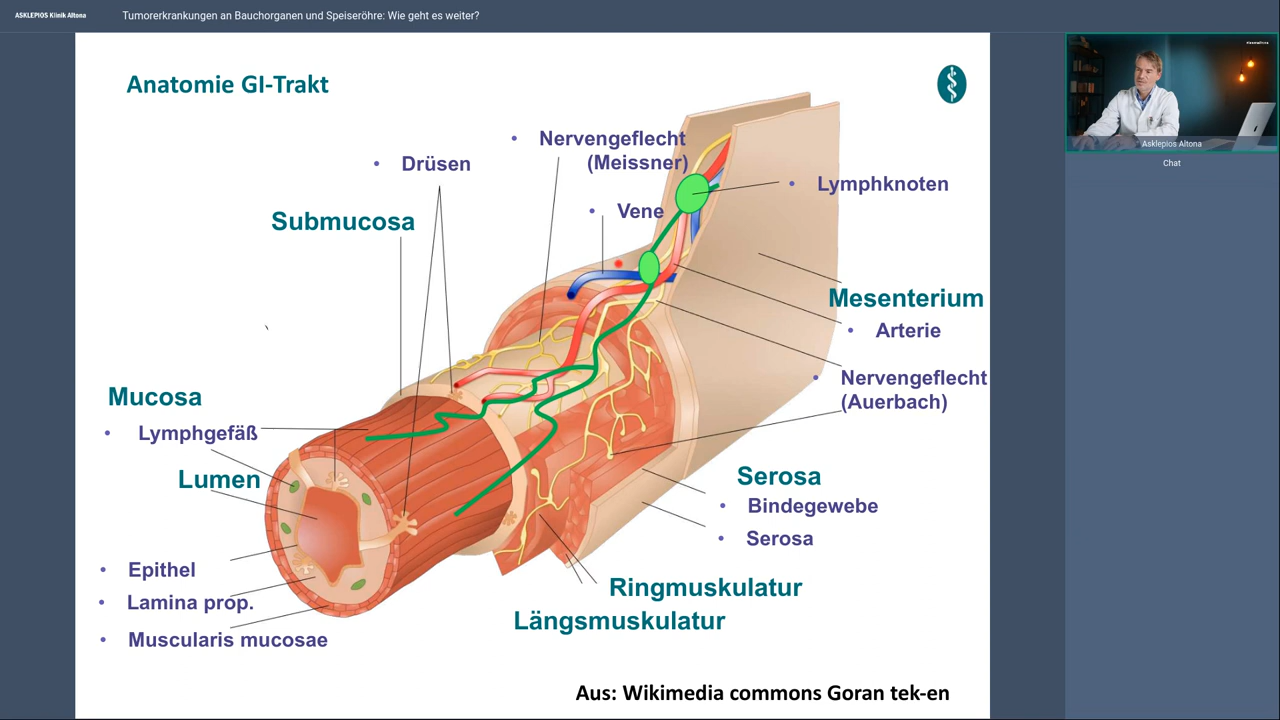 ASKLEPIOS Klinik Altona
Tumorerkrankungen an Bauchorganen und Speiseröhre: Wie geht es weiter?
Anatomie GI-Trakt
• Nervengeflecht
(Meissner)
• Drüsen
• Lymphknoten
• Vene
Submucosa
Mesenterium
• Arterie
• Nervengeflecht
(Auerbach)
Mucosa
• Lymphgefäß
Lumen
Serosa
• Bindegewebe
• Serosa
• Epithel
• Lamina prop.
• Muscularis mucosae
Ringmuskulatur
Längsmuskulatur
Aus: Wikimedia commons Goran tek-en
Asklepios Altona
Chat